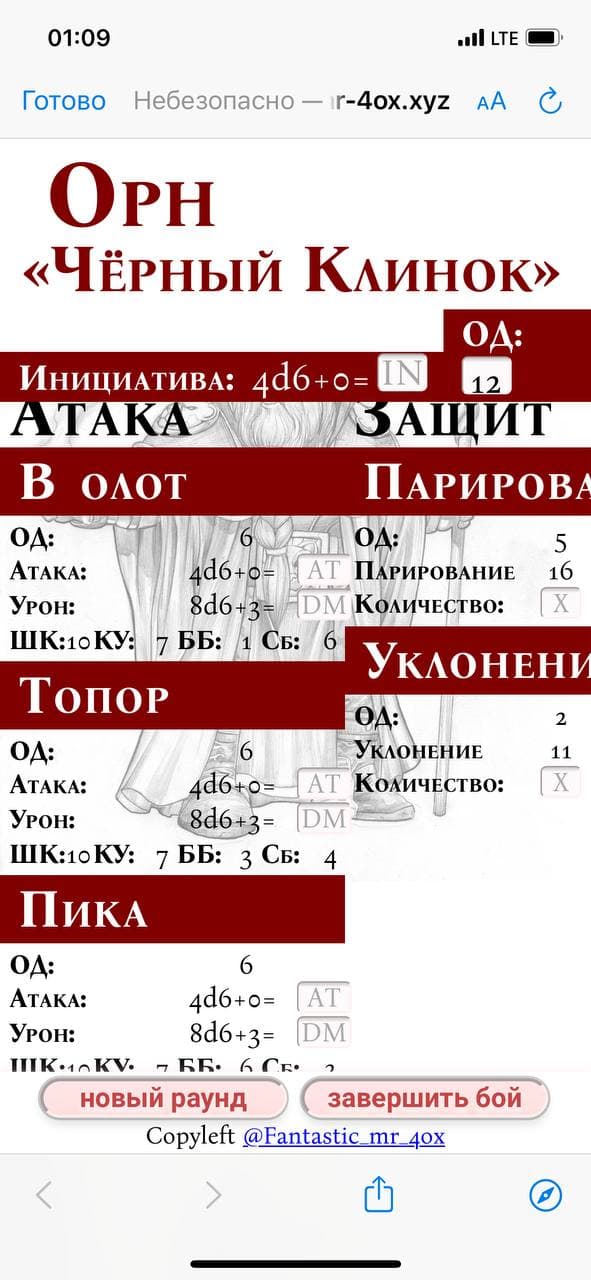 01:09
LTE
Готово Небезопасно — r-4ox.xyz AA
Орн
«Чёрный Клинок»
ОД:
Инициатива: 4d6+0= IN 12
Атака Защит
В олот
ОД: 6
Атака: 4d6+0= AT
Урон: 8d6+3= DM
ШК:10 КУ: 7 ББ: 1 Сб: 6
Парирова
ОД: 5
Парирование 16
Количество: X
Уклонени
ОД: 2
Уклонение 11
Количество: X
Топор
ОД: 6
Атака: 4d6+0= AT
Урон: 8d6+3= DM
ШК:10 КУ: 7 ББ: 3 Сб: 4
Пика
ОД: 6
Атака: 4d6+0= AT
Урон: 8d6+3= DM
ШК:10 КУ: 7 ББ: 6 Сб:
новый раунд завершить бой
Copyleft @Fantastic_mr_4ox